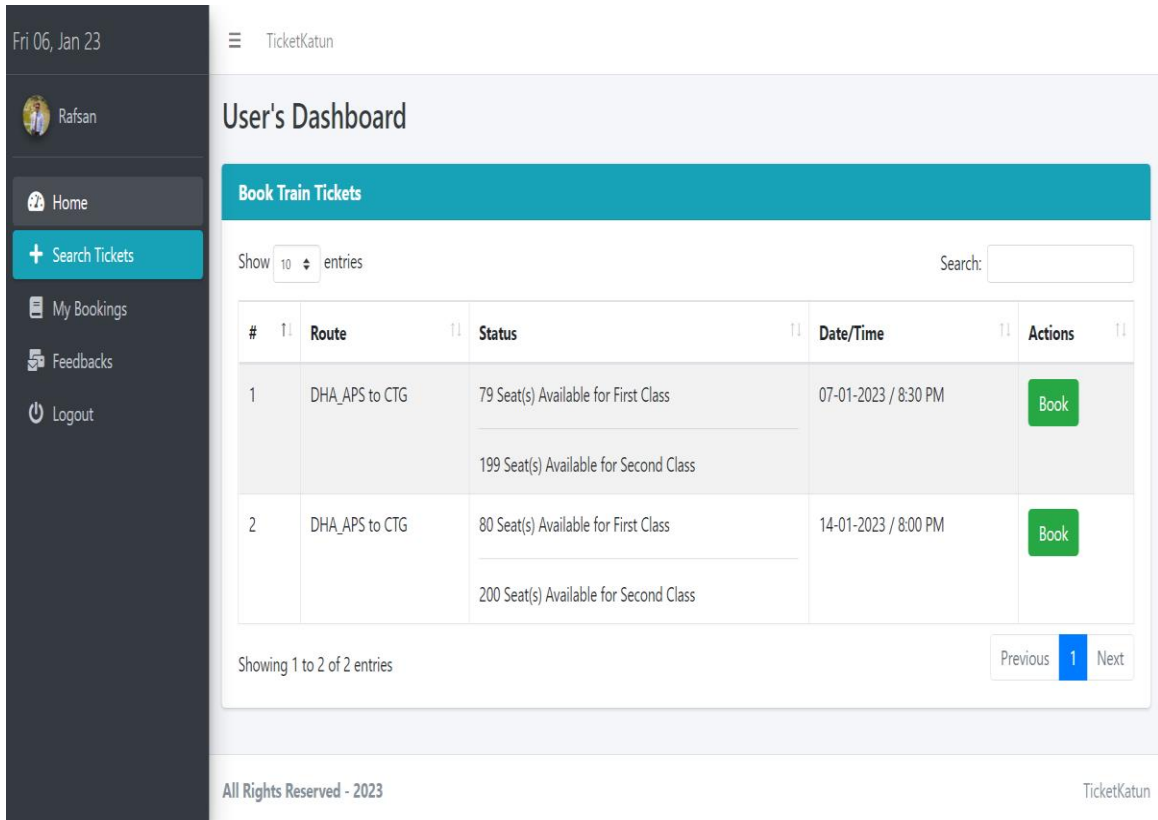 Fri 06, Jan 23
TicketKatun
Rafsan
Home
Search Tickets
My Bookings
Feedbacks
Logout
User's Dashboard
Book Train Tickets
Show 10 entries
Search:
# Route Status Date/Time Actions
1 DHA_APS to CTG 79 Seat(s) Available for First Class 07-01-2023 / 8:30 PM Book
199 Seat(s) Available for Second Class
2 DHA_APS to CTG 80 Seat(s) Available for First Class 14-01-2023 / 8:00 PM Book
200 Seat(s) Available for Second Class
Showing 1 to 2 of 2 entries
Previous 1 Next
All Rights Reserved - 2023 TicketKatun